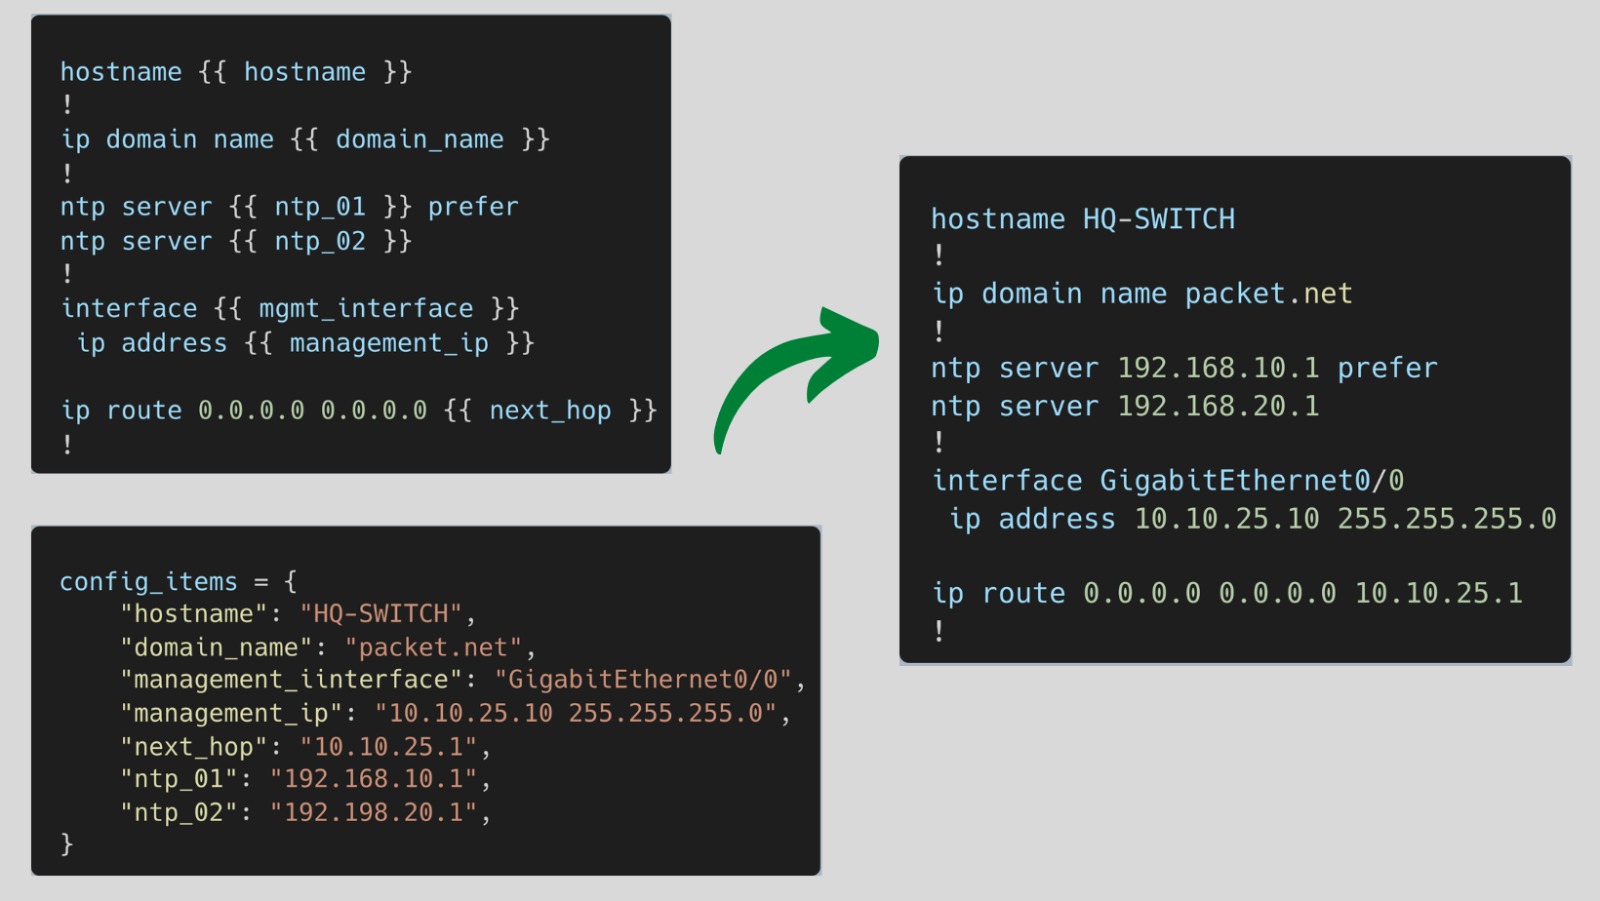 hostname {{ hostname }}
!
ip domain name {{ domain_name }}
!
ntp server {{ ntp_01 }} prefer
ntp server {{ ntp_02 }}
!
interface {{ mgmt_interface }}
 ip address {{ management_ip }}

ip route 0.0.0.0 0.0.0.0 {{ next_hop }}
!
config_items = {
    "hostname": "HQ-SWITCH",
    "domain_name": "packet.net",
    "management_iinterface": "GigabitEthernet0/0",
    "management_ip": "10.10.25.10 255.255.255.0",
    "next_hop": "10.10.25.1",
    "ntp_01": "192.168.10.1",
    "ntp_02": "192.198.20.1",
}
hostname HQ-SWITCH
!
ip domain name packet.net
!
ntp server 192.168.10.1 prefer
ntp server 192.168.20.1
!
interface GigabitEthernet0/0
 ip address 10.10.25.10 255.255.255.0

ip route 0.0.0.0 0.0.0.0 10.10.25.1
!